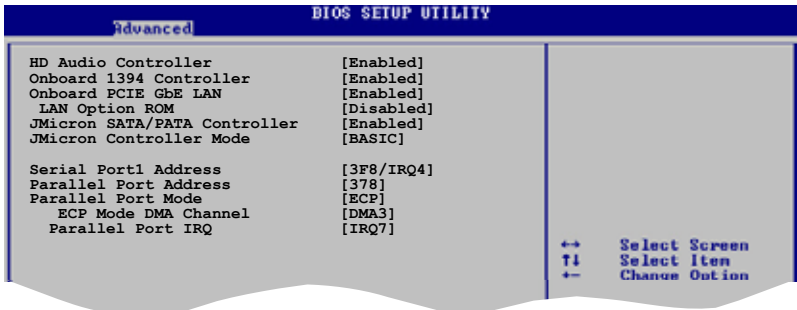 BIOS SETUP UTILITY
Advanced
HD Audio Controller [Enabled]
Onboard 1394 Controller [Enabled]
Onboard PCIE GbE LAN [Enabled]
LAN Option ROM [Disabled]
JMicron SATA/PATA Controller [Enabled]
JMicron Controller Mode [BASIC]
Serial Port1 Address [3F8/IRQ4]
Parallel Port Address [378]
Parallel Port Mode [ECP]
ECP Mode DMA Channel [DMA3]
Parallel Port IRQ [IRQ7]
↔ Select Screen
↑↓ Select Item
+- Change Option